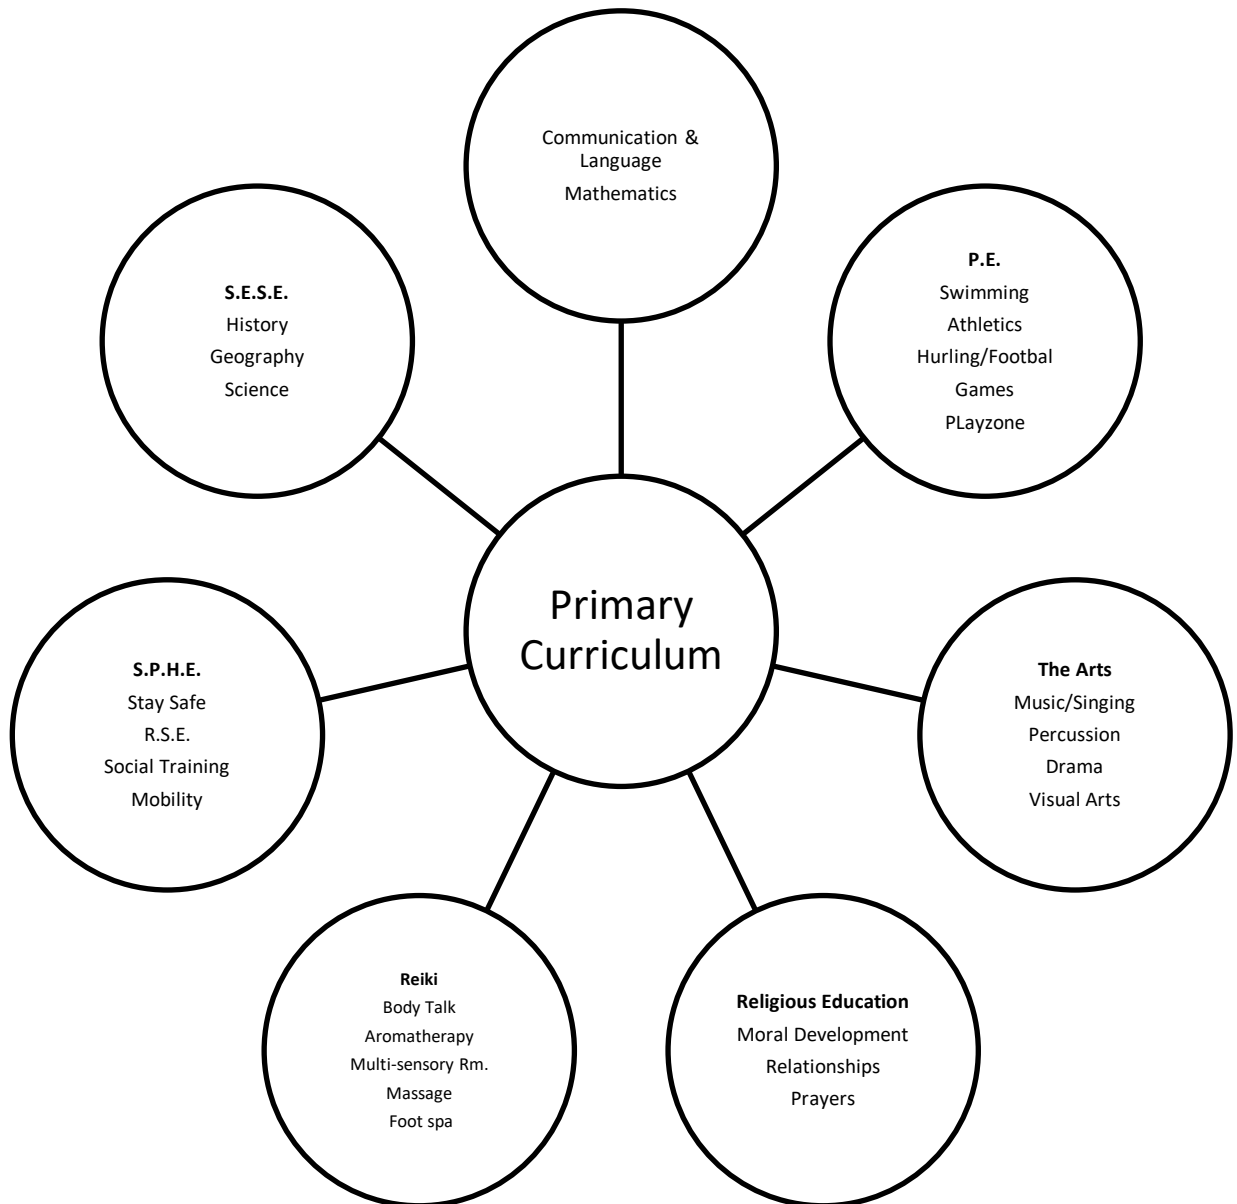 Communication &
Language
Mathematics
P.E.
Swimming
Athletics
Hurling/Footbal
Games
PLayzone
S.E.S.E.
History
Geography
Science
Primary
Curriculum
S.P.H.E.
Stay Safe
R.S.E.
Social Training
Mobility
The Arts
Music/Singing
Percussion
Drama
Visual Arts
Reiki
Body Talk
Aromatherapy
Multi-sensory Rm.
Massage
Foot spa
Religious Education
Moral Development
Relationships
Prayers